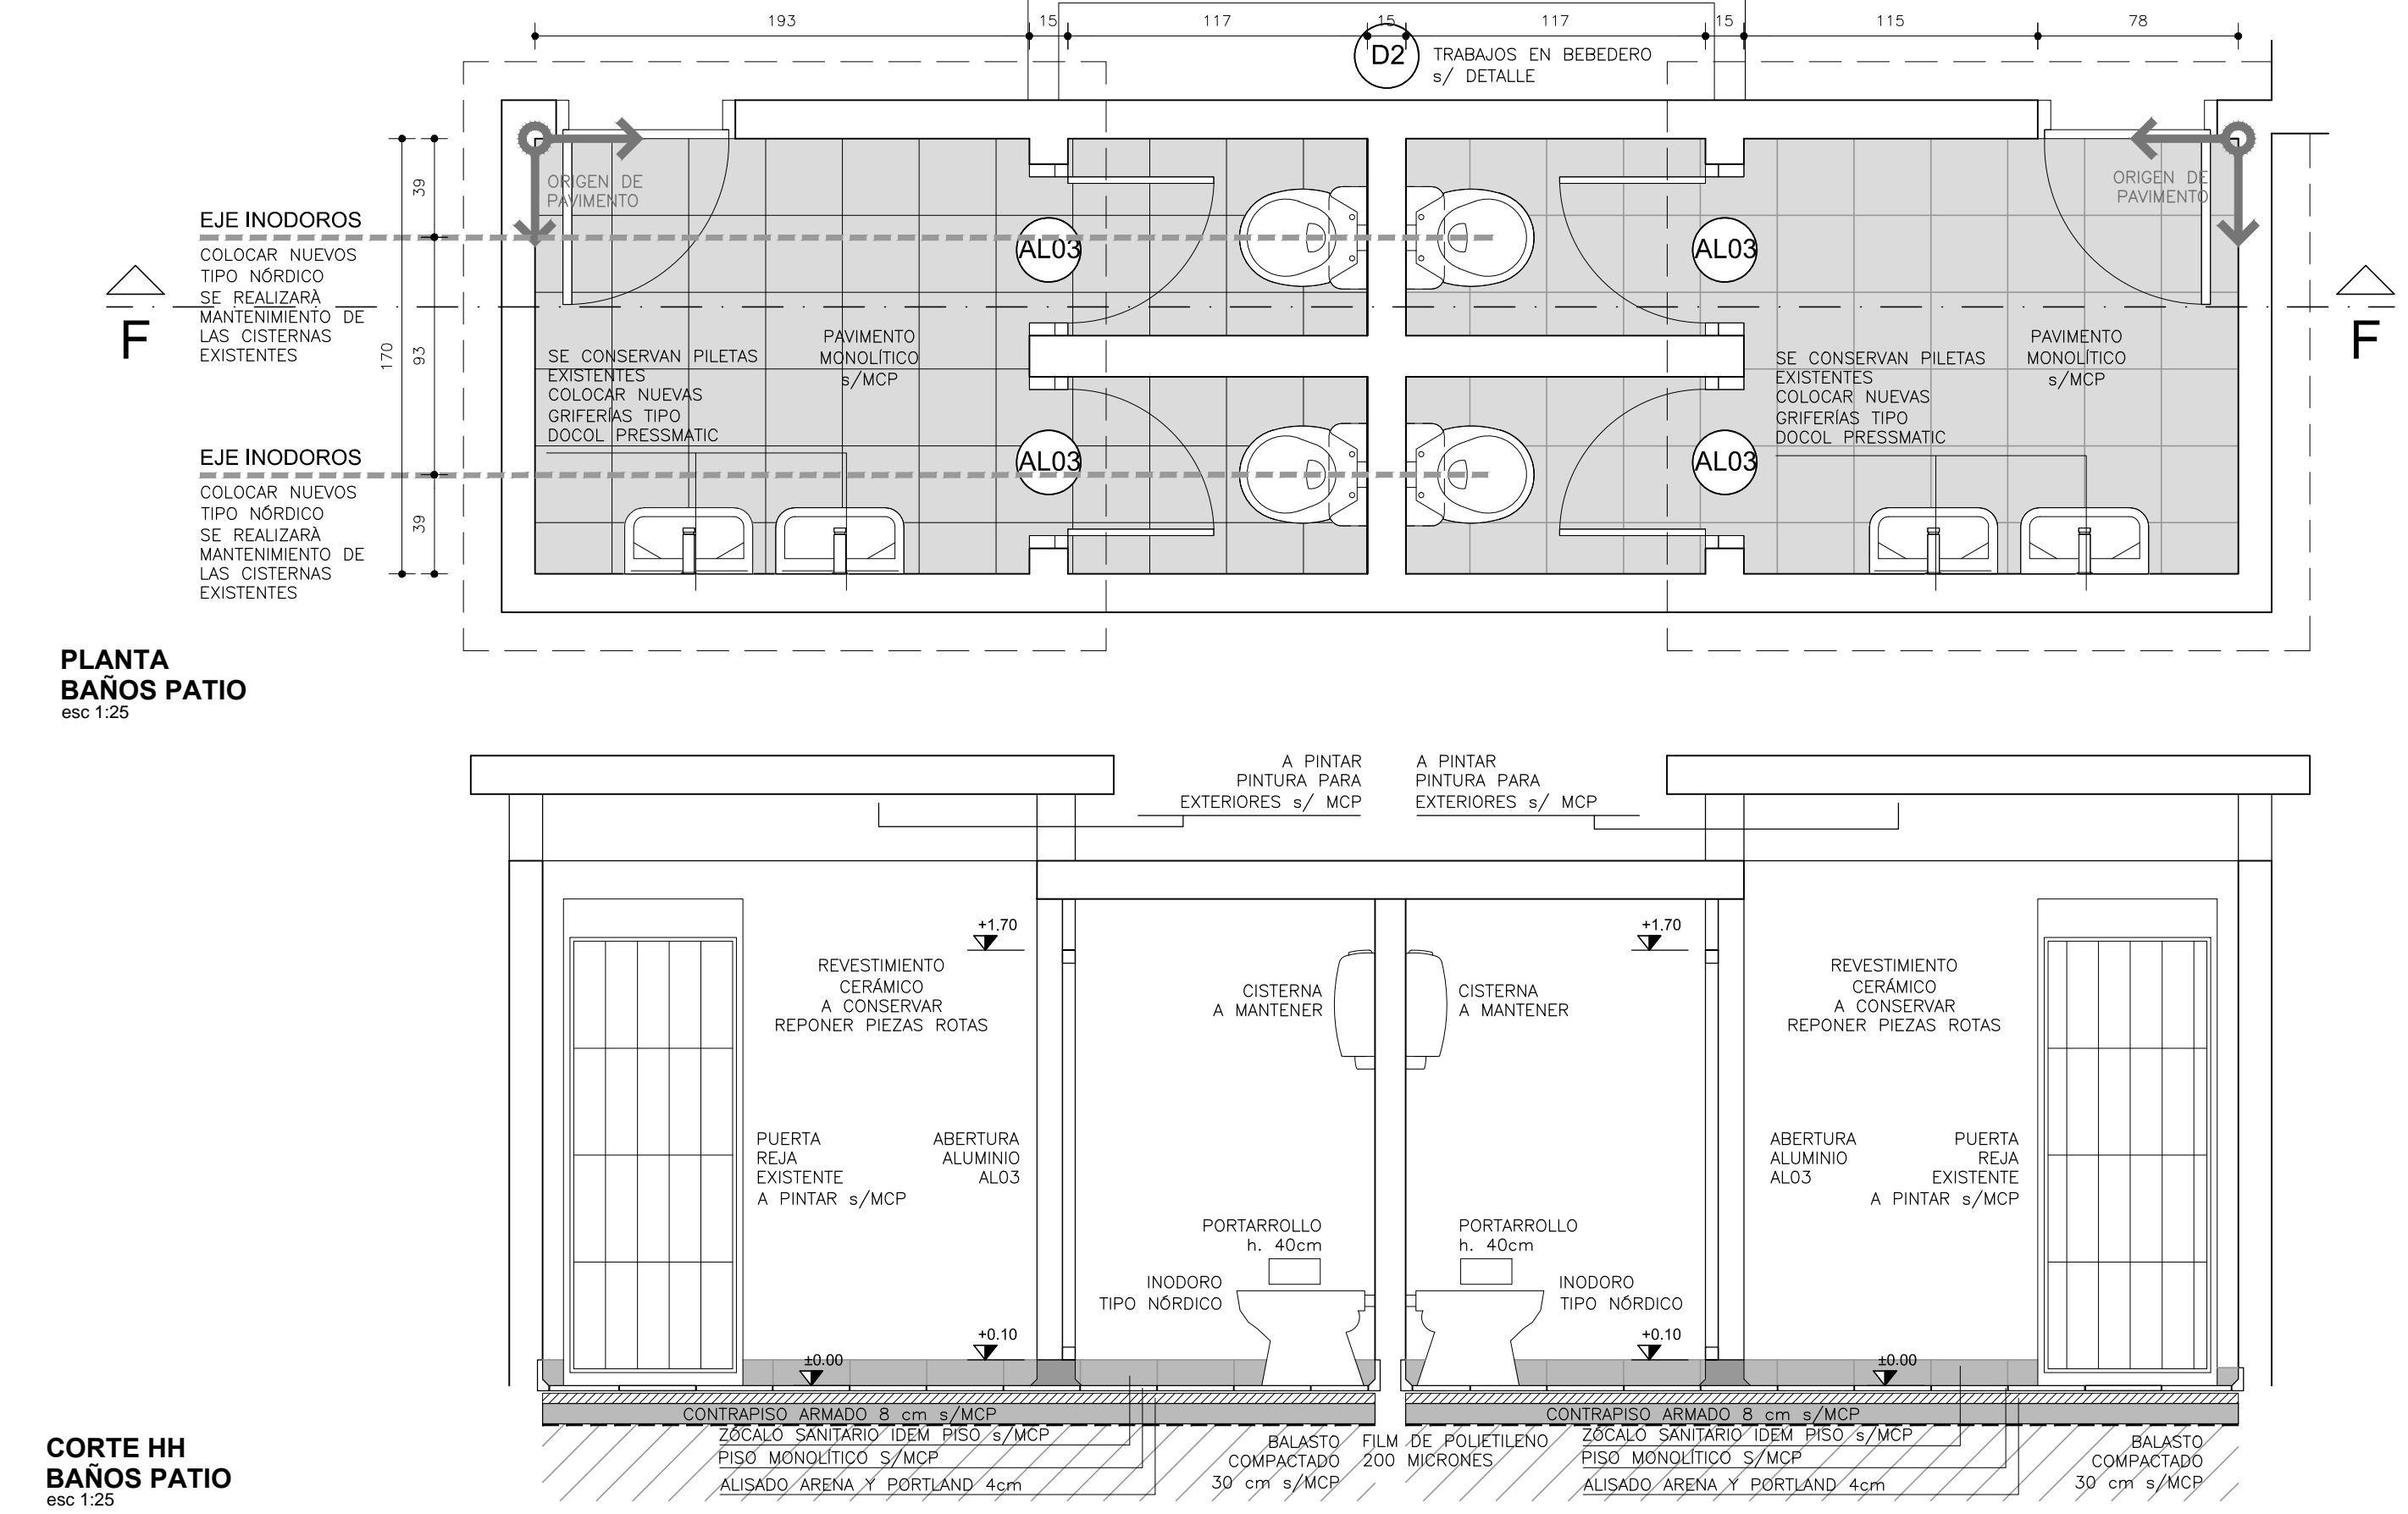 193
15
117
15
117
15
115
78
D2
TRABAJOS EN BEBEDERO
s/ DETALLE
ORIGEN DE
PAVIMENTO
ORIGEN DE
PAVIMENTO
39
93
39
170
EJE INODOROS
COLOCAR NUEVOS
TIPO NÓRDICO
SE REALIZARÀ
MANTENIMIENTO DE
LAS CISTERNAS
EXISTENTES
AL03
AL03
F
F
PAVIMENTO
MONOLÍTICO
s/MCP
SE CONSERVAN PILETAS
EXISTENTES
COLOCAR NUEVAS
GRIFERÍAS TIPO
DOCOL PRESSMATIC
PAVIMENTO
MONOLÍTICO
s/MCP
SE CONSERVAN PILETAS
EXISTENTES
COLOCAR NUEVAS
GRIFERÍAS TIPO
DOCOL PRESSMATIC
EJE INODOROS
COLOCAR NUEVOS
TIPO NÓRDICO
SE REALIZARÀ
MANTENIMIENTO DE
LAS CISTERNAS
EXISTENTES
AL03
AL03
PLANTA
BAÑOS PATIO
esc 1:25
A PINTAR
PINTURA PARA
EXTERIORES s/ MCP
A PINTAR
PINTURA PARA
EXTERIORES s/ MCP
+1.70
+1.70
REVESTIMIENTO
CERÁMICO
A CONSERVAR
REPONER PIEZAS ROTAS
CISTERNA
A MANTENER
CISTERNA
A MANTENER
REVESTIMIENTO
CERÁMICO
A CONSERVAR
REPONER PIEZAS ROTAS
PUERTA
REJA
EXISTENTE
A PINTAR s/MCP
ABERTURA
ALUMINIO
AL03
ABERTURA
ALUMINIO
AL03
PUERTA
REJA
EXISTENTE
A PINTAR s/MCP
PORTARROLLO
h. 40cm
PORTARROLLO
h. 40cm
INODORO
TIPO NÓRDICO
INODORO
TIPO NÓRDICO
+0.10
+0.10
±0.00
±0.00
CONTRAPISO ARMADO 8 cm s/MCP
ZÓCALO SANITARIO IDEM PISO s/MCP
PISO MONOLÍTICO S/MCP
ALISADO ARENA Y PORTLAND 4cm
BALASTO
COMPACTADO
30 cm s/MCP
FILM DE POLIETILENO
200 MICRONES
CONTRAPISO ARMADO 8 cm s/MCP
ZÓCALO SANITARIO IDEM PISO s/MCP
PISO MONOLÍTICO S/MCP
ALISADO ARENA Y PORTLAND 4cm
BALASTO
COMPACTADO
30 cm s/MCP
CORTE HH
BAÑOS PATIO
esc 1:25